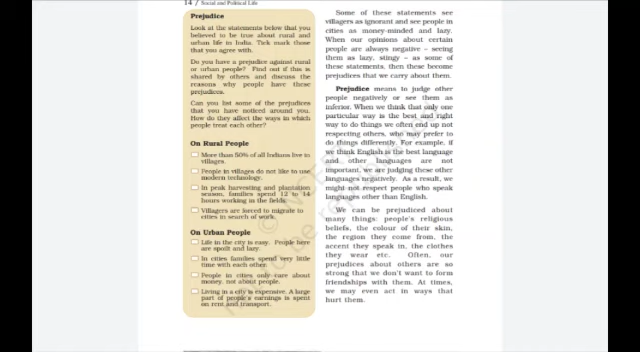 14 / Social and Political Life
Prejudice
Look at the statements below that you
believed to be true about rural and
urban life in India. Tick mark those
that you agree with.
Do you have a prejudice against rural
or urban people? Find out if this is
shared by others and discuss the
reasons why people have these
prejudices.
Can you list some of the prejudices
that you have noticed around you.
How do they affect the ways in which
people treat each other?
On Rural People
More than 50% of all Indians live in
villages.
People in villages do not like to use
modern technology.
In peak harvesting and plantation
season, families spend 12 to 14
hours working in the fields.
Villagers are forced to migrate to
cities in search of work.
On Urban People
Life in the city is easy. People here
are spoilt and lazy.
In cities families spend very little
time with each other.
People in cities only care about
money, not about people.
Living in a city is expensive. A large
part of people's earnings is spent
on rent and transport.
Some of these statements see
villagers as ignorant and see people in
cities as money-minded and lazy.
When our opinions about certain
people are always negative – seeing
them as lazy, stingy – as some of
these statements, then these become
prejudices that we carry about them.
Prejudice means to judge other
people negatively or see them as
inferior. When we think that only one
particular way is the best and right
way to do things we often end up not
respecting others, who may prefer to
do things differently. For example, if
we think English is the best language
and other languages are not
important, we are judging these other
languages negatively. As a result, we
might not respect people who speak
languages other than English.
We can be prejudiced about
many things: people's religious
beliefs, the colour of their skin,
the region they come from, the
accent they speak in, the clothes
they wear etc. Often, our
prejudices about others are so
strong that we don't want to form
friendships with them. At times,
we may even act in ways that
hurt them.